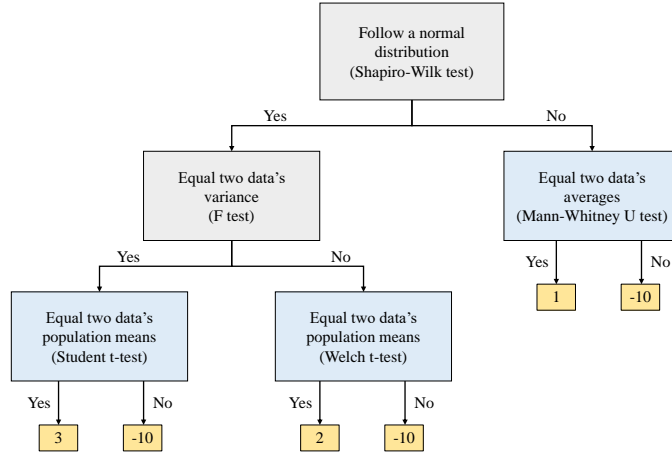 Follow a normal
distribution
(Shapiro-Wilk test)
Yes
No
Equal two data's
variance
(F test)
Equal two data's
averages
(Mann-Whitney U test)
Yes
No
Yes
No
1
-10
Equal two data's
population means
(Student t-test)
Equal two data's
population means
(Welch t-test)
Yes
No
Yes
No
3
-10
2
-10